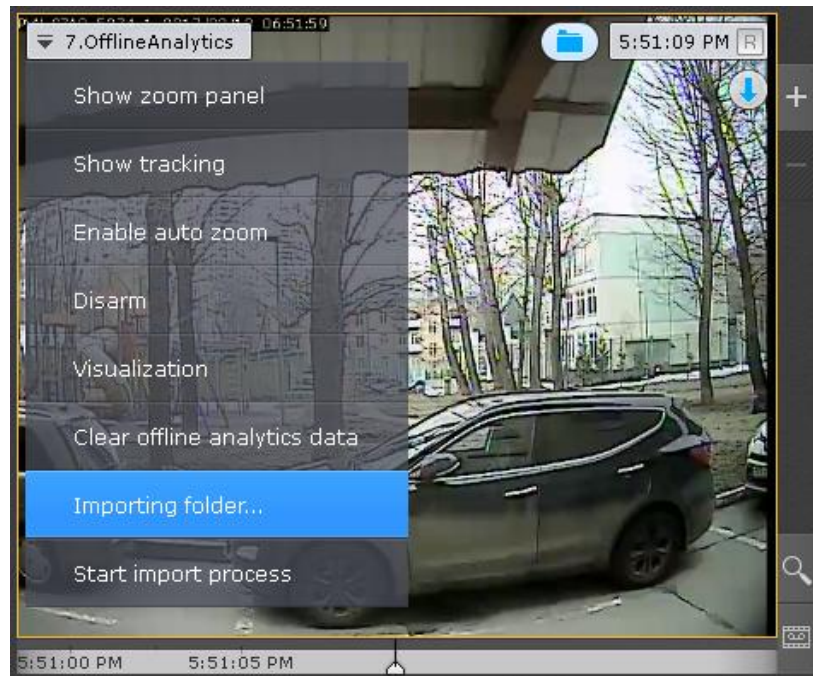 06:51:59
7.OfflineAnalytics
5:51:09 PM R
Show zoom panel
Show tracking
Enable auto zoom
Disarm
Visualization
Clear offline analytics data
Importing folder...
Start import process
5:51:00 PM 5:51:05 PM